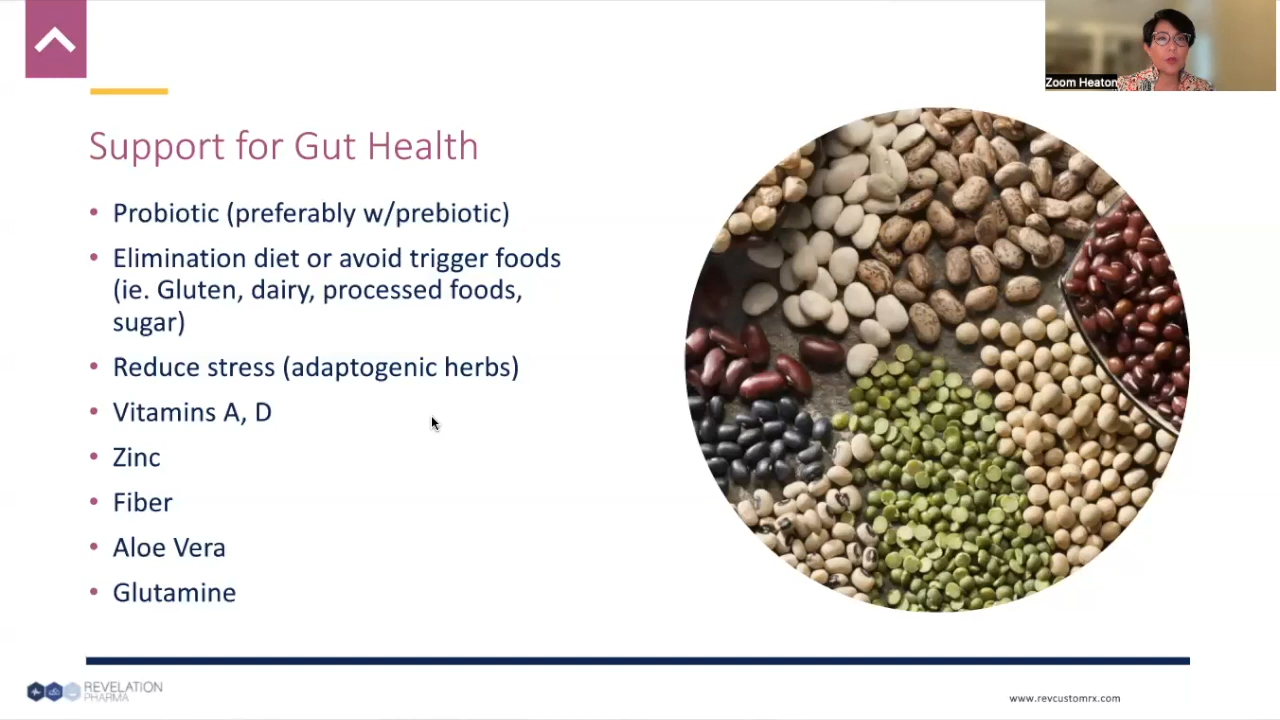 Zoom Heaton
Support for Gut Health
• Probiotic (preferably w/prebiotic)
• Elimination diet or avoid trigger foods
(ie. Gluten, dairy, processed foods,
sugar)
• Reduce stress (adaptogenic herbs)
• Vitamins A, D
• Zinc
• Fiber
• Aloe Vera
• Glutamine
REVELATION
PHARMA
www.revcustomrx.com